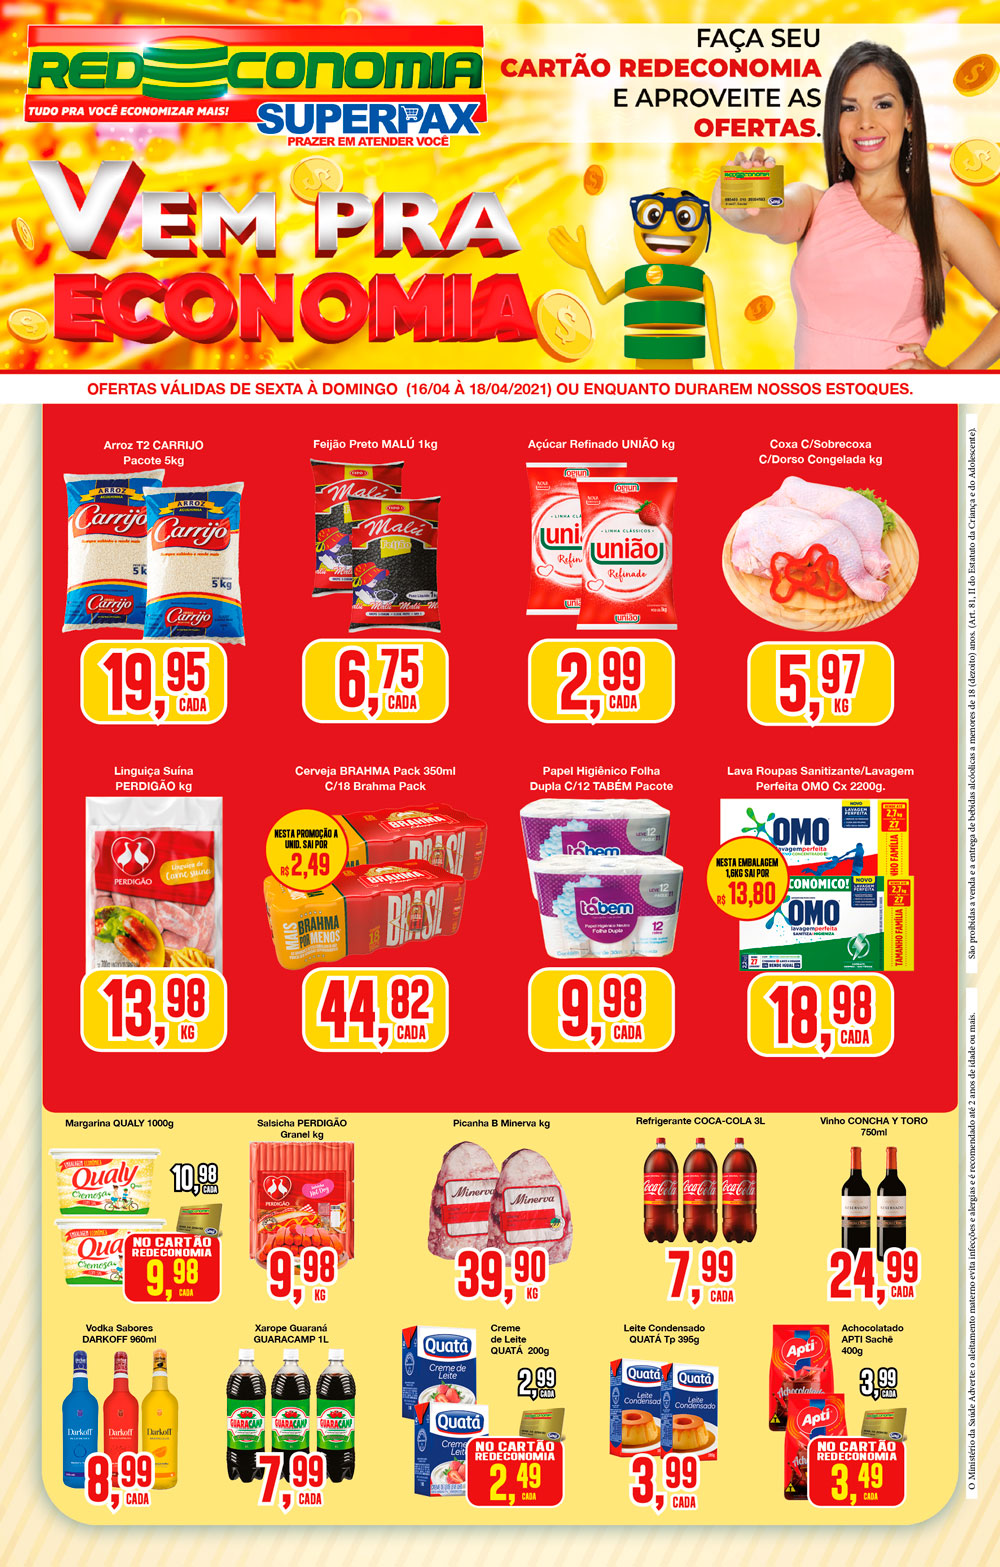 REDECONOMIA
TUDO PRA VOCÊ ECONOMIZAR MAIS!
SUPERPAX
PRAZER EM ATENDER VOCÊ
FAÇA SEU
CARTÃO REDECONOMIA
E APROVEITE AS
OFERTAS.
VEM PRA
ECONOMIA
OFERTAS VÁLIDAS DE SEXTA À DOMINGO (16/04 À 18/04/2021) OU ENQUANTO DURAREM NOSSOS ESTOQUES.
Arroz T2 CARRIJO
Pacote 5kg
19,95
CADA
Feijão Preto MALÚ 1kg
6,75
CADA
Açúcar Refinado UNIÃO kg
2,99
CADA
Coxa C/Sobrecoxa
C/Dorso Congelada kg
5,97
KG
Linguiça Suína
PERDIGÃO kg
13,98
KG
Cerveja BRAHMA Pack 350ml
C/18 Brahma Pack
NESTA PROMOÇÃO A
UNID. SAI POR
R$ 2,49
44,82
CADA
Papel Higiênico Folha
Dupla C/12 TABÉM Pacote
9,98
CADA
Lava Roupas Sanitizante/Lavagem
Perfeita OMO Cx 2200g.
NESTA EMBALAGEM
1,6KG SAI POR
R$ 13,80
18,98
CADA
Margarina QUALY 1000g
10,98
CADA
NO CARTÃO
REDECONOMIA
9,98
CADA
Salsicha PERDIGÃO
Granel kg
9,98
KG
Picanha B Minerva kg
39,90
KG
Refrigerante COCA-COLA 3L
7,99
CADA
Vinho CONCHA Y TORO
750ml
24,99
CADA
Vodka Sabores
DARKOFF 960ml
8,99
CADA
Xarope Guaraná
GUARACAMP 1L
7,99
CADA
Creme
de Leite
QUATÁ 200g
2,99
CADA
NO CARTÃO
REDECONOMIA
2,49
CADA
Leite Condensado
QUATÁ Tp 395g
3,99
CADA
Achocolatado
APTI Sachê
400g
3,99
CADA
NO CARTÃO
REDECONOMIA
3,49
CADA
São proibidas a venda e a entrega de bebidas alcóolicas a menores de 18 (dezoito) anos. (Art. 81, II do Estatuto da Criança e do Adolescente).
O Ministério da Saúde Adverte: o aleitamento materno evita infecções e alergias e é recomendado até 2 anos de idade ou mais.